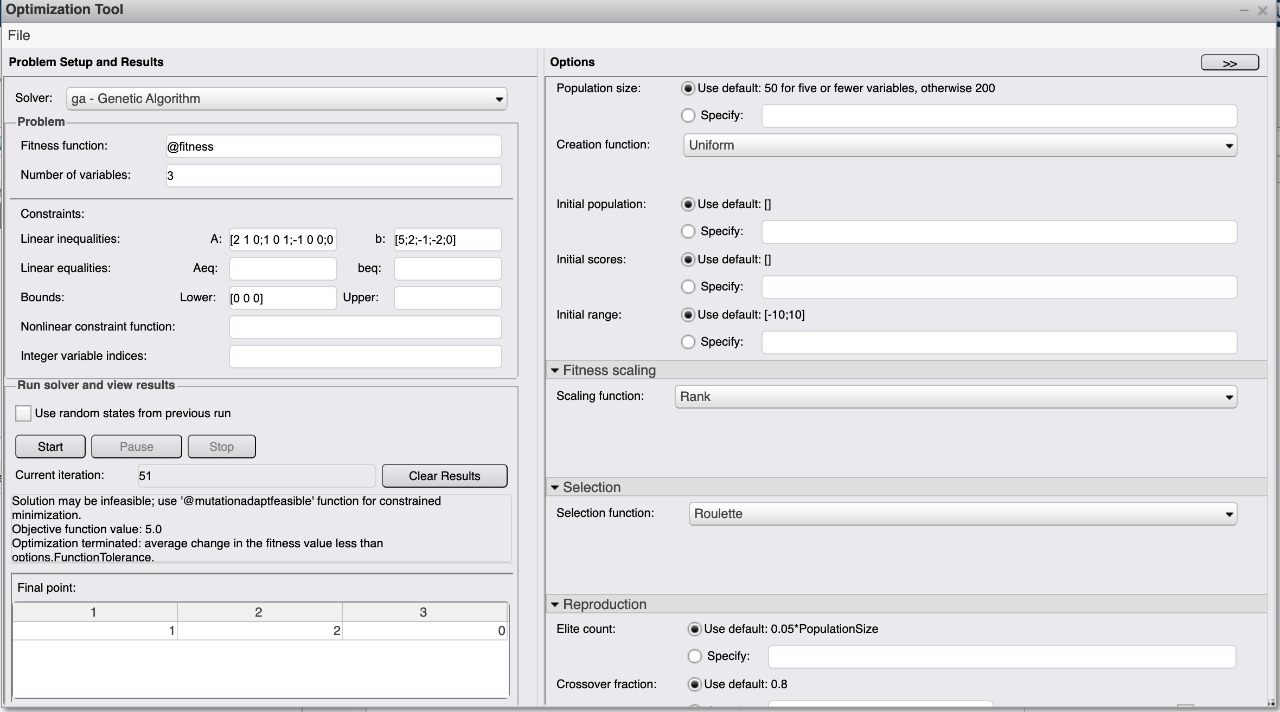 Optimization Tool
File
Problem Setup and Results
Solver: ga - Genetic Algorithm
Problem
Fitness function: @fitness
Number of variables: 3
Constraints:
Linear inequalities: A: [2 1 0;1 0 1;-1 0 0;0 b: [5;2;-1;-2;0]
Linear equalities: Aeq: beq:
Bounds: Lower: [0 0 0] Upper:
Nonlinear constraint function:
Integer variable indices:
Run solver and view results
Use random states from previous run
Start Pause Stop
Current iteration: 51 Clear Results
Solution may be infeasible; use '@mutationadaptfeasible' function for constrained
minimization.
Objective function value: 5.0
Optimization terminated: average change in the fitness value less than
options.FunctionTolerance.
Final point:
1 2 3
1 2 0
Options >>
Population size: Use default: 50 for five or fewer variables, otherwise 200
Specify:
Creation function: Uniform
Initial population: Use default: []
Specify:
Initial scores: Use default: []
Specify:
Initial range: Use default: [-10;10]
Specify:
Fitness scaling
Scaling function: Rank
Selection
Selection function: Roulette
Reproduction
Elite count: Use default: 0.05*PopulationSize
Specify:
Crossover fraction: Use default: 0.8